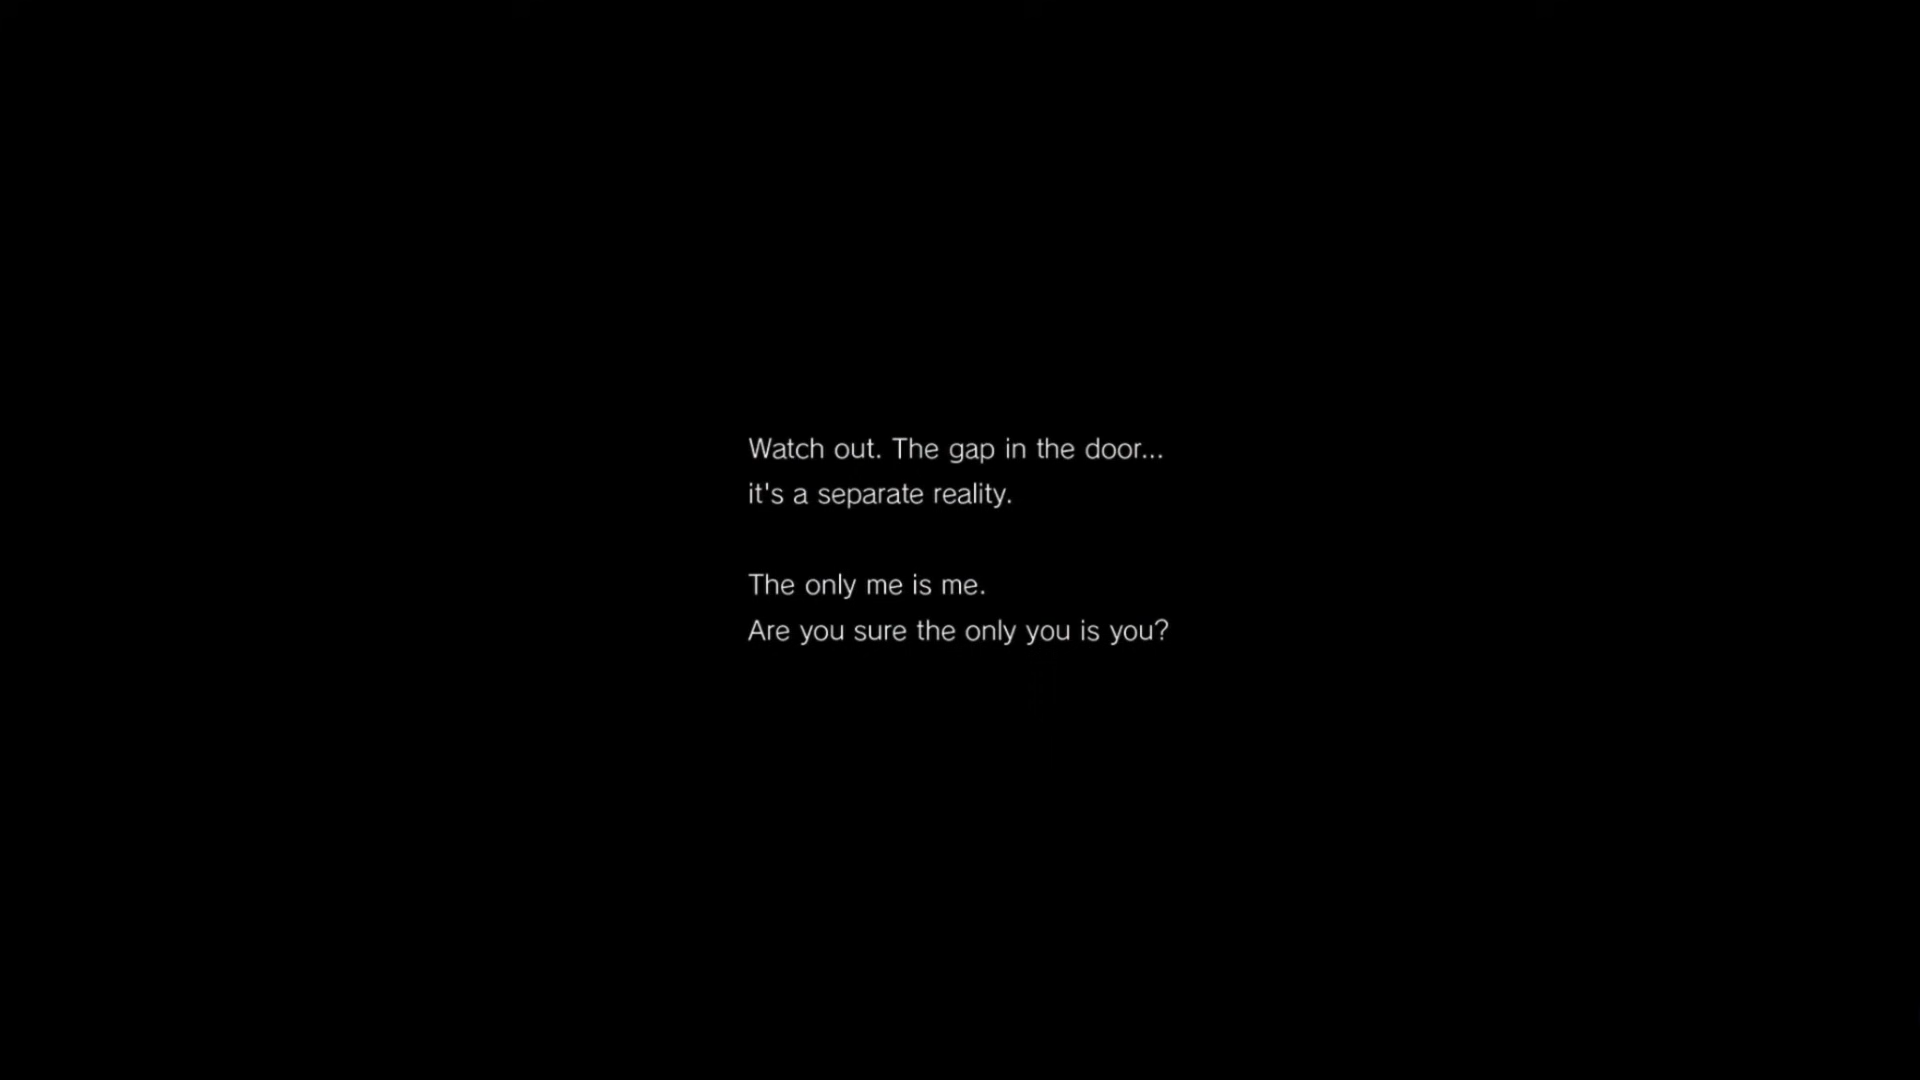 Watch out. The gap in the door...
it's a separate reality.
The only me is me.
Are you sure the only you is you?